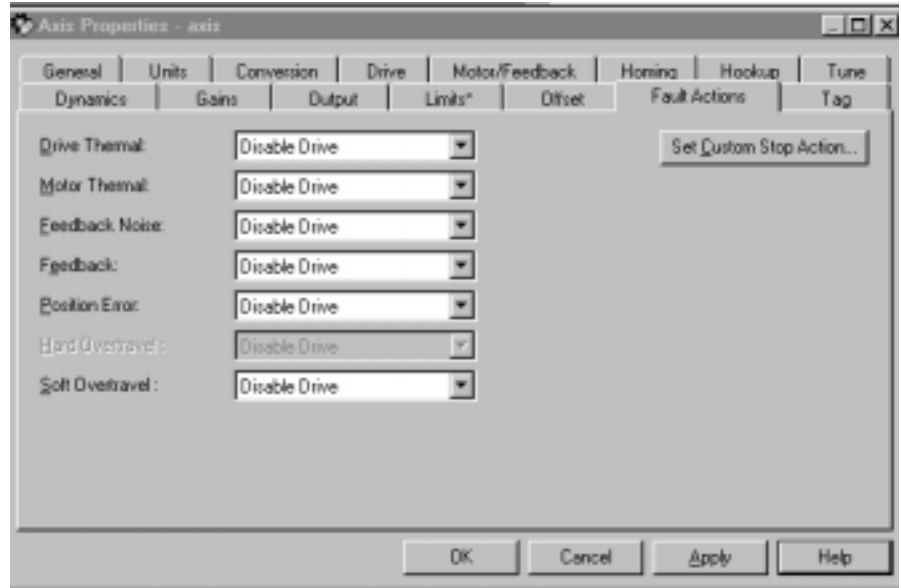 Axis Properties - axis
General Units Conversion Drive Motor/Feedback Homing Hookup Tune
Dynamics Gains Output Limits* Offset Fault Actions Tag
Drive Thermal: Disable Drive Set Custom Stop Action...
Motor Thermal: Disable Drive
Feedback Noise: Disable Drive
Feedback: Disable Drive
Position Error: Disable Drive
Hard Overtravel : Disable Drive
Soft Overtravel : Disable Drive
OK Cancel Apply Help